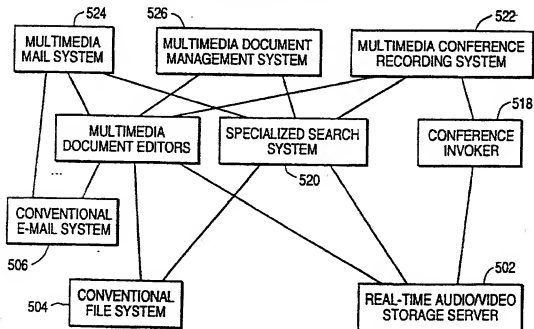 524
526
522
MULTIMEDIA
MAIL SYSTEM
MULTIMEDIA DOCUMENT
MANAGEMENT SYSTEM
MULTIMEDIA CONFERENCE
RECORDING SYSTEM
518
MULTIMEDIA
DOCUMENT EDITORS
SPECIALIZED SEARCH
SYSTEM
CONFERENCE
INVOKER
520
...
CONVENTIONAL
E-MAIL SYSTEM
506
502
504
CONVENTIONAL
FILE SYSTEM
REAL-TIME AUDIO/VIDEO
STORAGE SERVER